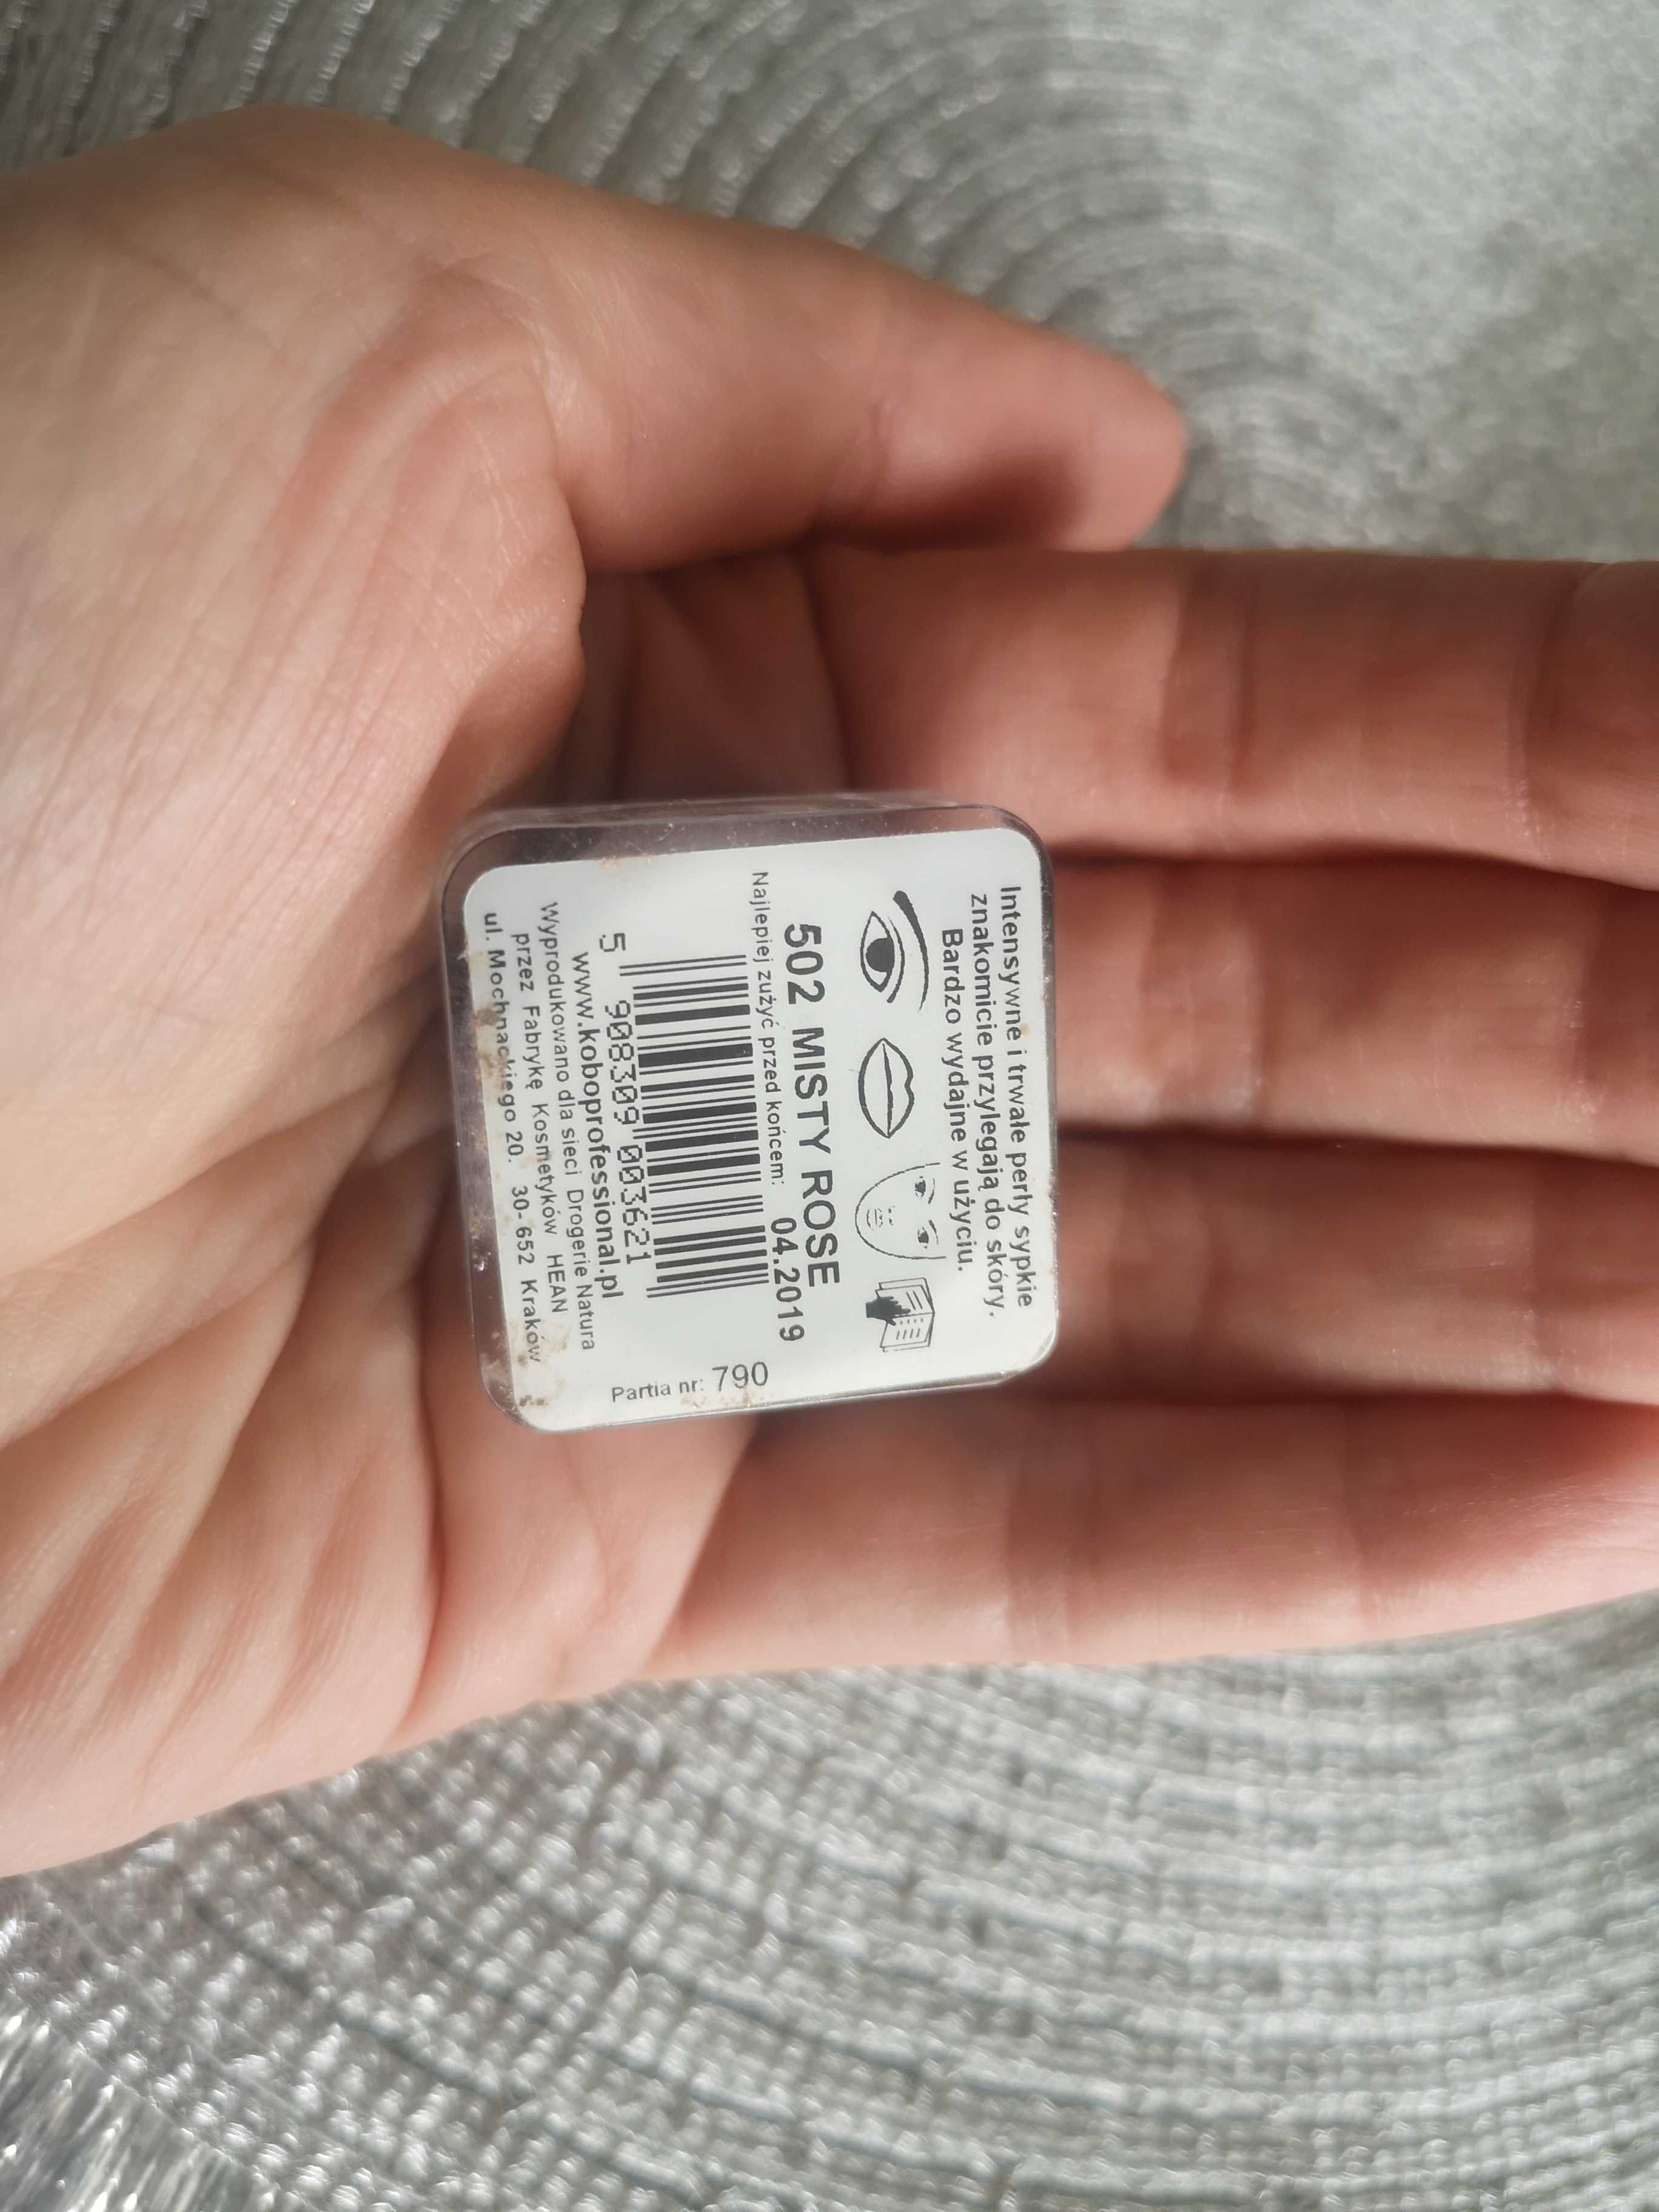 Intensywne i trwałe perły sypkie
znakomicie przylegają do skóry.
Bardzo wydajne w użyciu.
502 MISTY ROSE
Najlepiej zużyć przed końcem: 04.2019
5 908309 003621
www.koboprofessional.pl
Wyprodukowano dla sieci Drogerie Natura
przez Fabrykę Kosmetyków HEAN
ul. Mochnackiego 20. 30-652 Kraków
Partia nr: 790